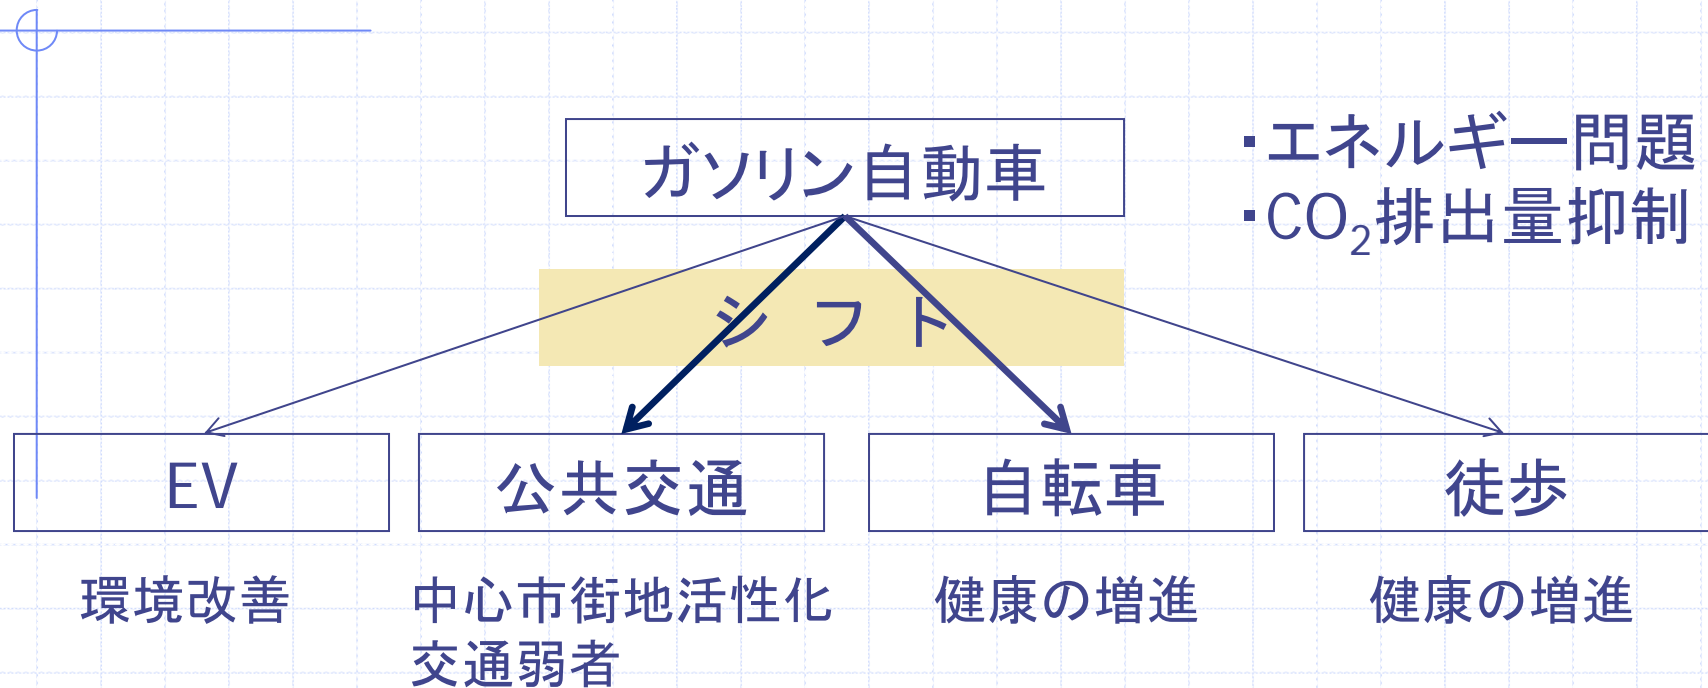 ガソリン自動車
▪エネルギー問題
▪CO₂排出量抑制
シフト
EV
公共交通
自転車
徒歩
環境改善
中心市街地活性化
交通弱者
健康の増進
健康の増進